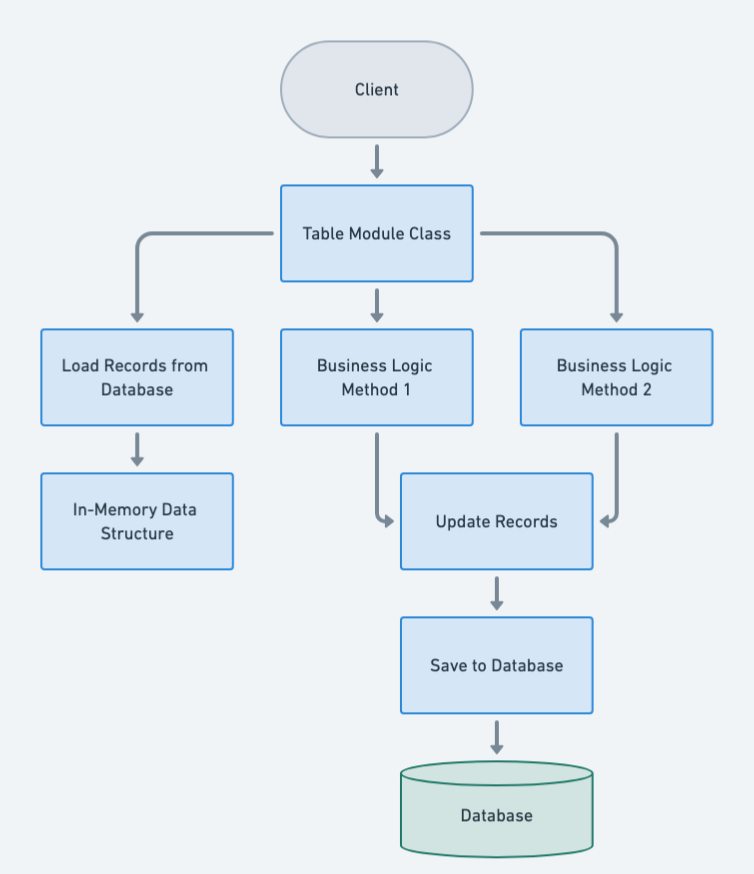 Client
Table Module Class
Load Records from
Database
Business Logic
Method 1
Business Logic
Method 2
In-Memory Data
Structure
Update Records
Save to Database
Database